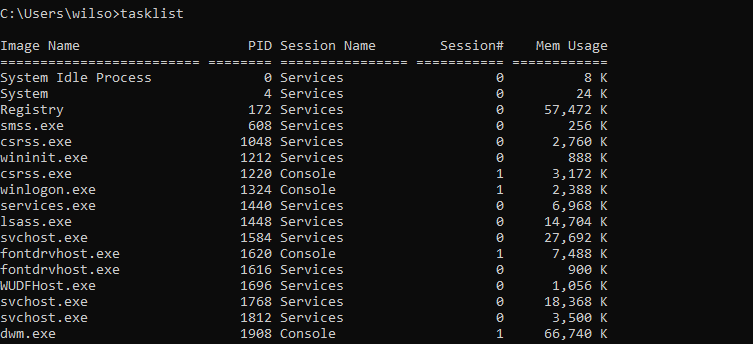 C:\Users\wilso>tasklist
Image Name                     PID Session Name        Session#    Mem Usage
========================= ======== ================ =========== ============
System Idle Process              0 Services                   0          8 K
System                           4 Services                   0         24 K
Registry                       172 Services                   0     57,472 K
smss.exe                       608 Services                   0        256 K
csrss.exe                     1048 Services                   0      2,760 K
wininit.exe                   1212 Services                   0        888 K
csrss.exe                     1220 Console                    1      3,172 K
winlogon.exe                  1324 Console                    1      2,388 K
services.exe                  1440 Services                   0      6,968 K
lsass.exe                     1448 Services                   0     14,704 K
svchost.exe                   1584 Services                   0     27,692 K
fontdrvhost.exe               1620 Console                    1      7,488 K
fontdrvhost.exe               1616 Services                   0        900 K
WUDFHost.exe                  1696 Services                   0      1,056 K
svchost.exe                   1768 Services                   0     18,368 K
svchost.exe                   1812 Services                   0      3,500 K
dwm.exe                       1908 Console                    1     66,740 K